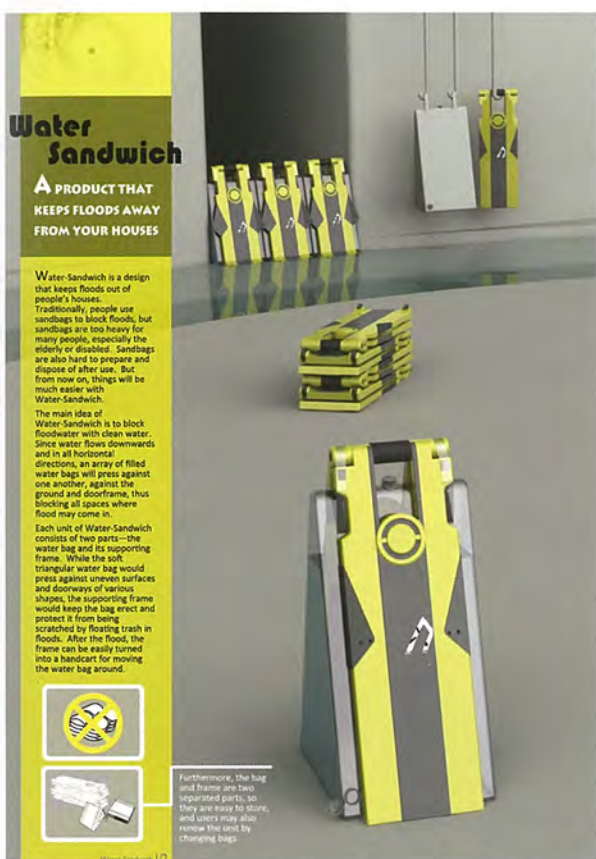 Water
Sandwich
A PRODUCT THAT
KEEPS FLOODS AWAY
FROM YOUR HOUSES
Water-Sandwich is a design
that keeps floods out of
people's houses.
Traditionally, people use
sandbags to block floods, but
sandbags are too heavy for
many people, especially the
elderly or disabled. Sandbags
are also hard to prepare and
dispose of after use. But
from now on, things will be
much easier with
Water-Sandwich.
The main idea of
Water-Sandwich is to block
floodwater with clean water.
Since water flows downwards
and in all horizontal
directions, an array of filled
water bags will press against
one another, against the
ground and doorframe, thus
blocking all spaces where
flood may come in.
Each unit of Water-Sandwich
consists of two parts—the
water bag and its supporting
frame. While the soft
triangular water bag would
press against uneven surfaces
and doorways of various
shapes, the supporting frame
would keep the bag erect and
protect it from being
scratched by floating trash in
floods. After the flood, the
frame can be easily turned
into a handcart for moving
the water bag around.
Furthermore, the bag
and frame are two
separated parts, so
they are easy to store,
and users may also
renew the unit by
changing bags.